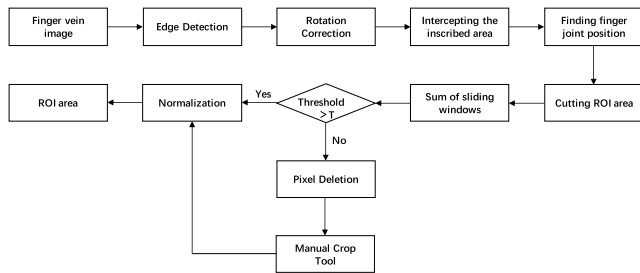 Finger vein
image
Edge Detection
Rotation
Correction
Intercepting the
inscribed area
Finding finger
joint position
ROI area
Normalization
Yes
Threshold
＞T
Sum of sliding
windows
Cutting ROI area
No
Pixel Deletion
Manual Crop
Tool